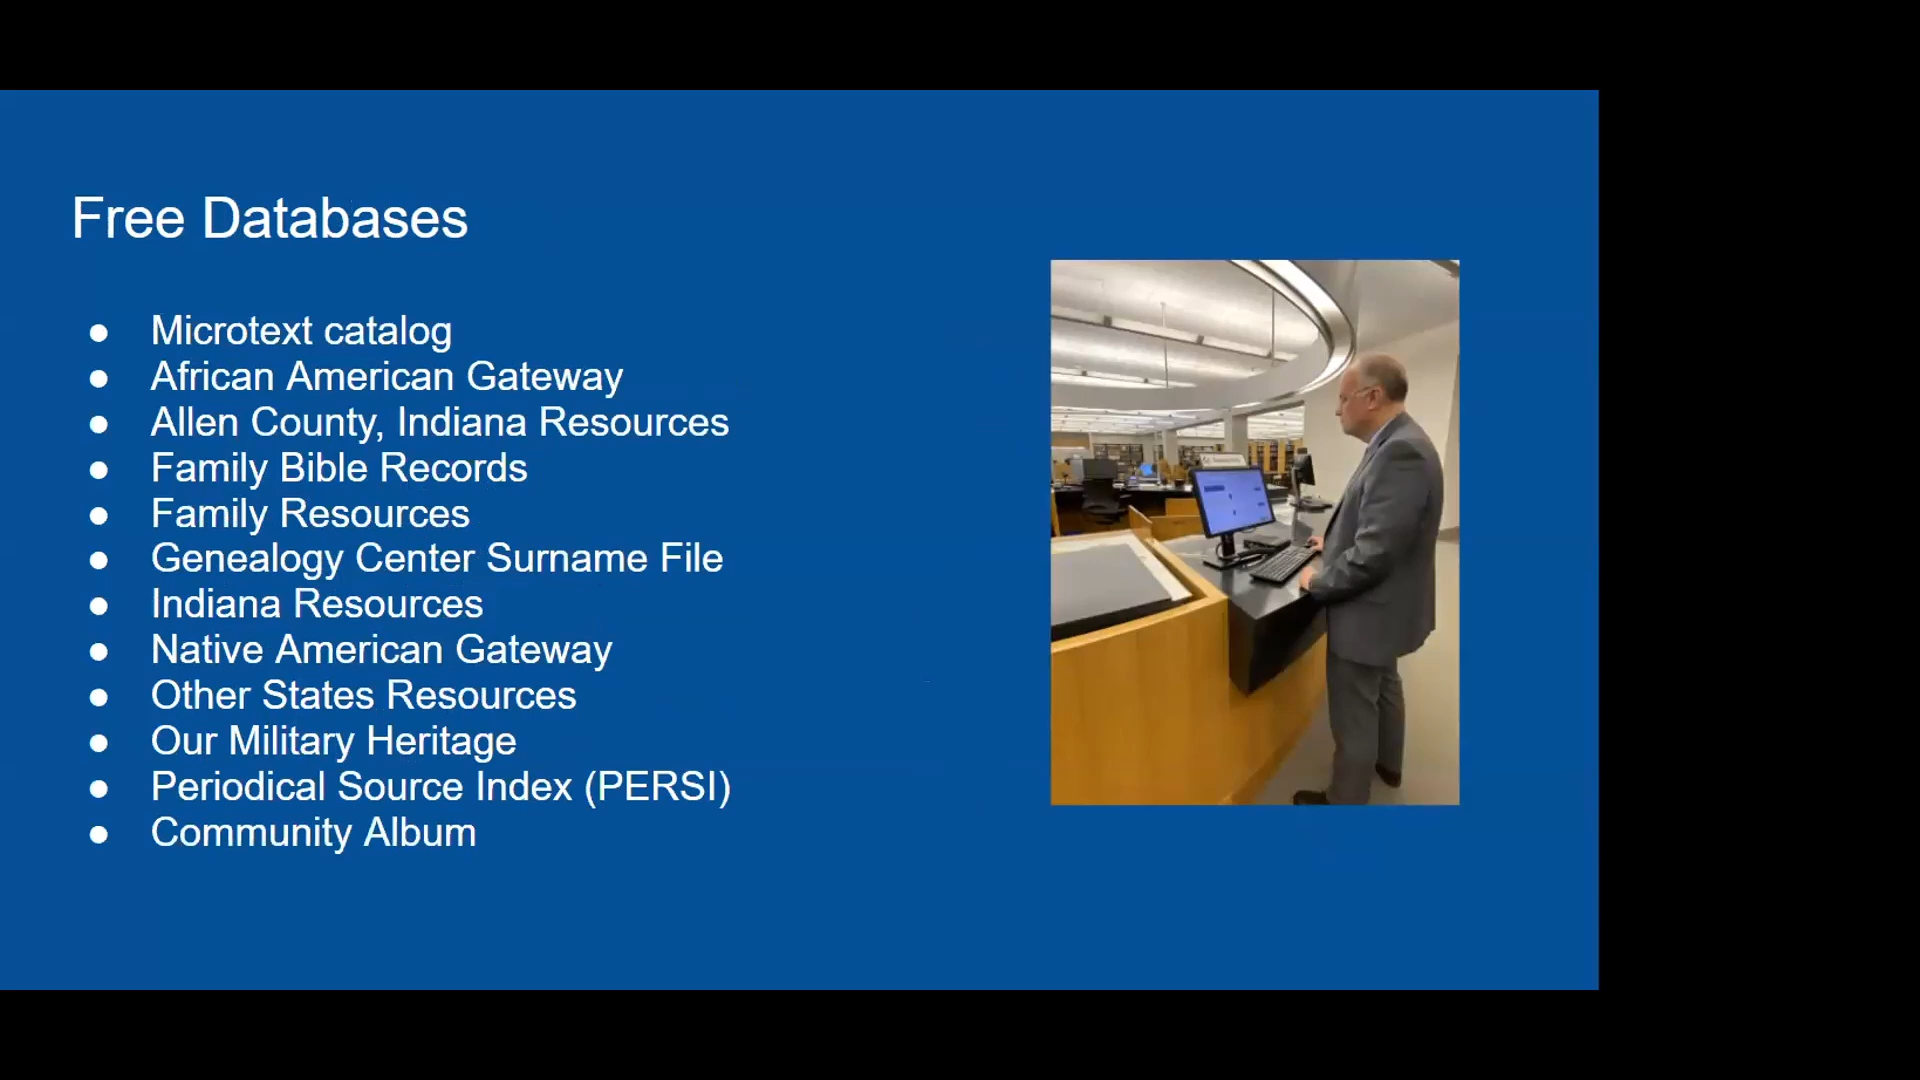 Free Databases
● Microtext catalog
● African American Gateway
● Allen County, Indiana Resources
● Family Bible Records
● Family Resources
● Genealogy Center Surname File
● Indiana Resources
● Native American Gateway
● Other States Resources
● Our Military Heritage
● Periodical Source Index (PERSI)
● Community Album